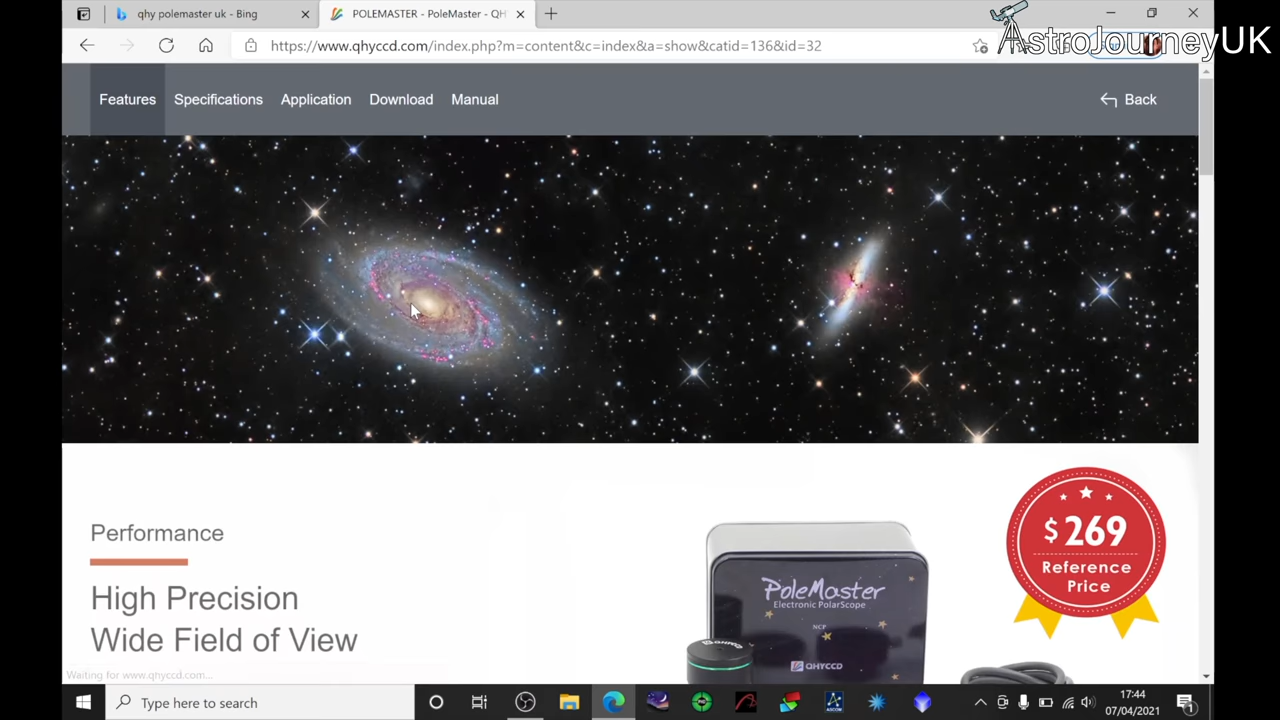 qhy polemaster uk - Bing
POLEMASTER - PoleMaster - QH
AstroJourneyUK
https://www.qhyccd.com/index.php?m=content&c=index&a=show&catid=136&id=32
Features
Specifications
Application
Download
Manual
Back
Performance
High Precision
Wide Field of View
PoleMaster
Electronic PolarScope
NCP
QHYCCD
$269
Reference
Price
Waiting for www.qhyccd.com...
Type here to search
ASCOM
17:44
07/04/2021
1